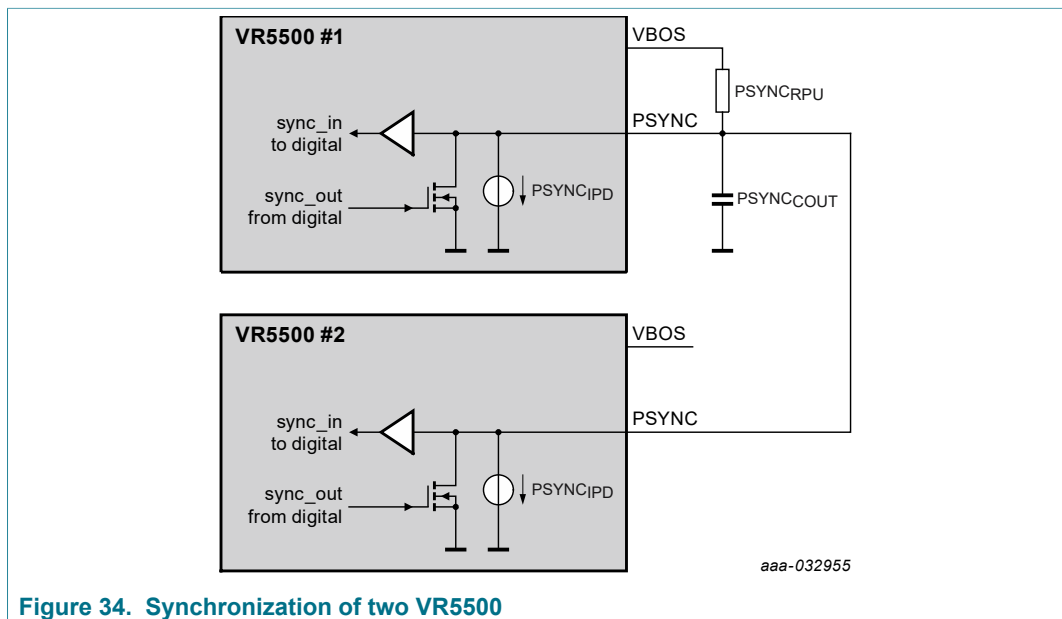 VR5500 #1
VBOS
PSYNCRPU
PSYNC
sync_in
to digital
sync_out
from digital
PSYNCIPD
PSYNCCOUT
VR5500 #2
VBOS
PSYNC
sync_in
to digital
sync_out
from digital
PSYNCIPD
aaa-032955
Figure 34. Synchronization of two VR5500